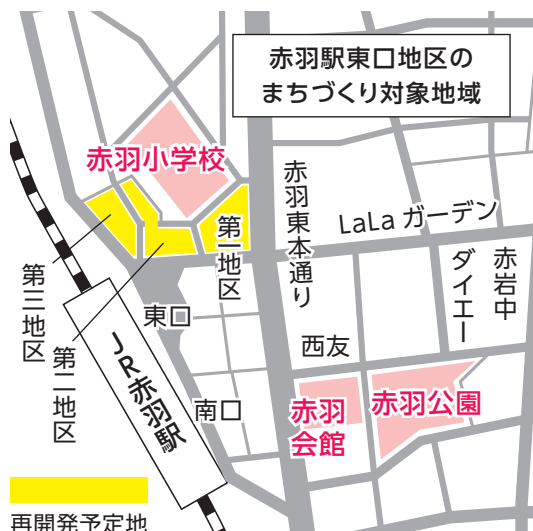 赤羽駅東口地区の
まちづくり対象地域
赤羽小学校
赤羽東本通り
LaLa ガーデン
第一地区
第二地区
第三地区
東口
南口
JR赤羽駅
西友
ダイエー
赤岩中
赤羽
会館
赤羽公園
再開発予定地